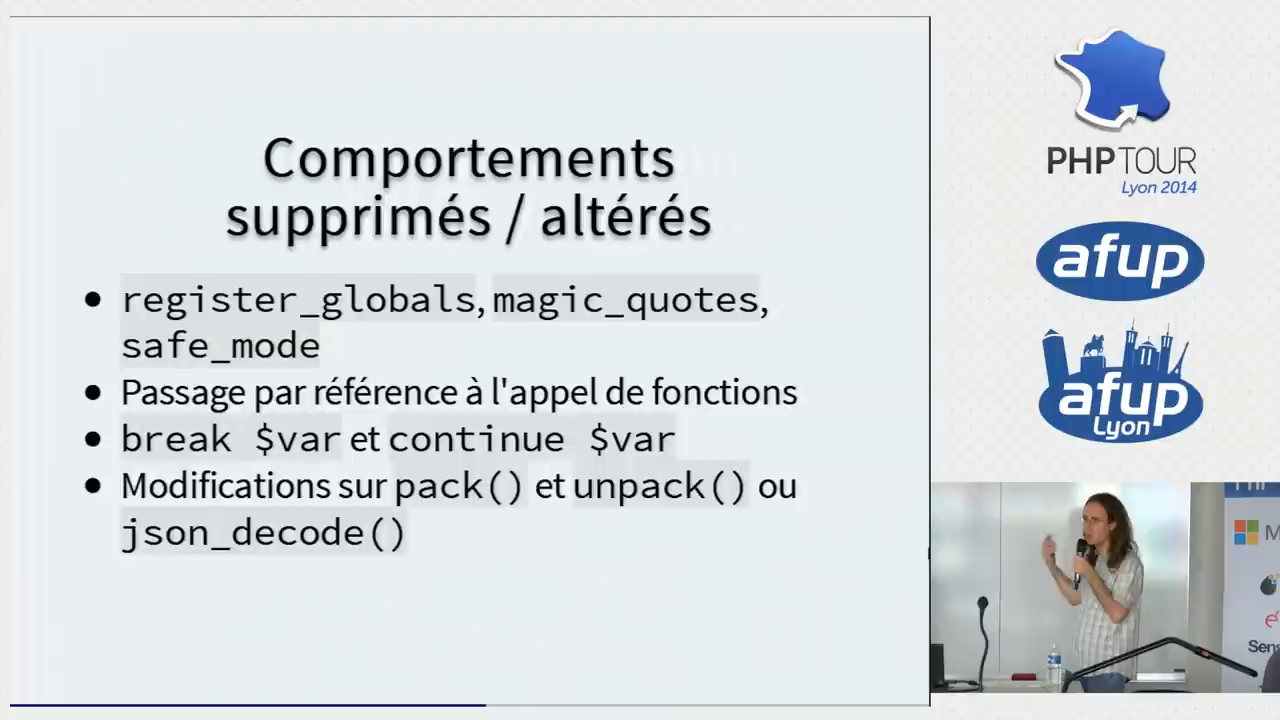 Comportements
supprimés / altérés
register_globals, magic_quotes,
safe_mode
Passage par référence à l'appel de fonctions
break $var et continue $var
Modifications sur pack() et unpack() ou
json_decode()
PHP TOUR
Lyon 2014
afup
afup
Lyon